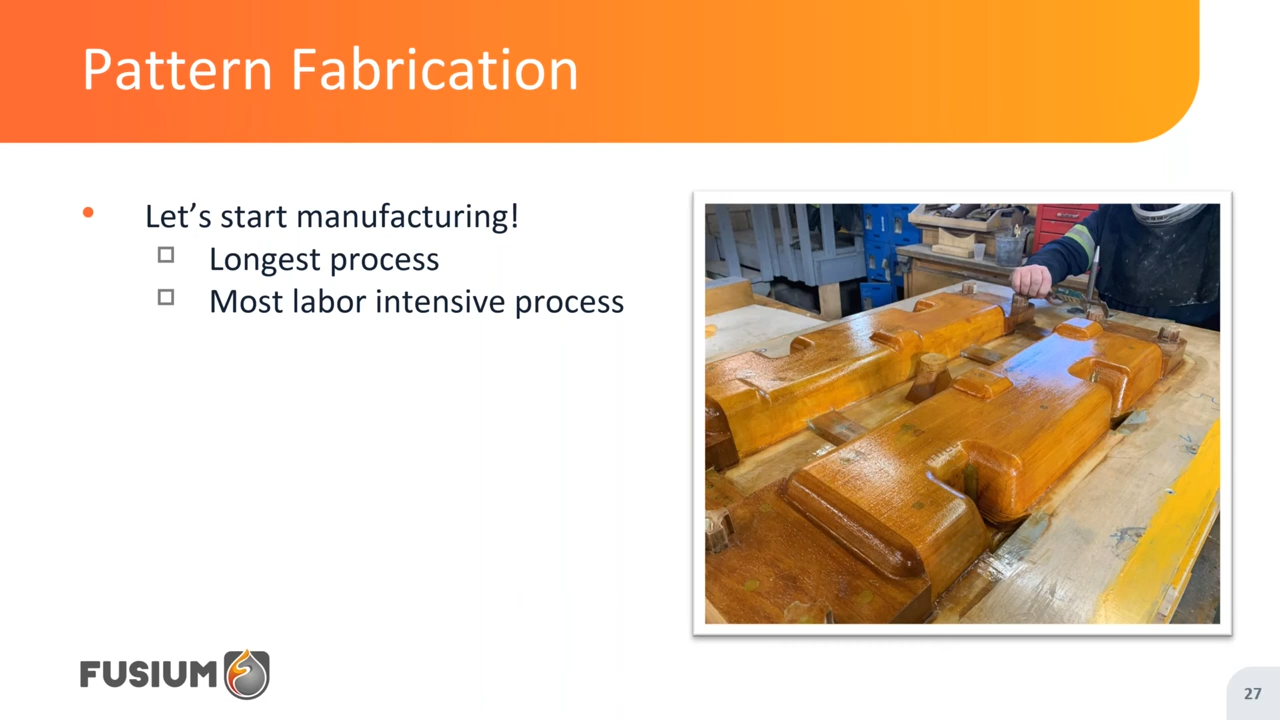 Pattern Fabrication
• Let’s start manufacturing!
□ Longest process
□ Most labor intensive process
FUSIUM
27